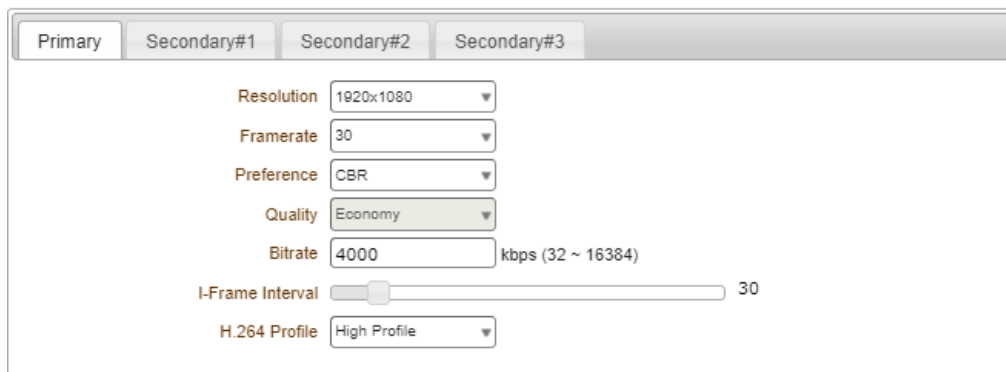 Primary Secondary#1 Secondary#2 Secondary#3
Resolution 1920x1080
Framerate 30
Preference CBR
Quality Economy
Bitrate 4000 kbps (32 ~ 16384)
I-Frame Interval 30
H.264 Profile High Profile